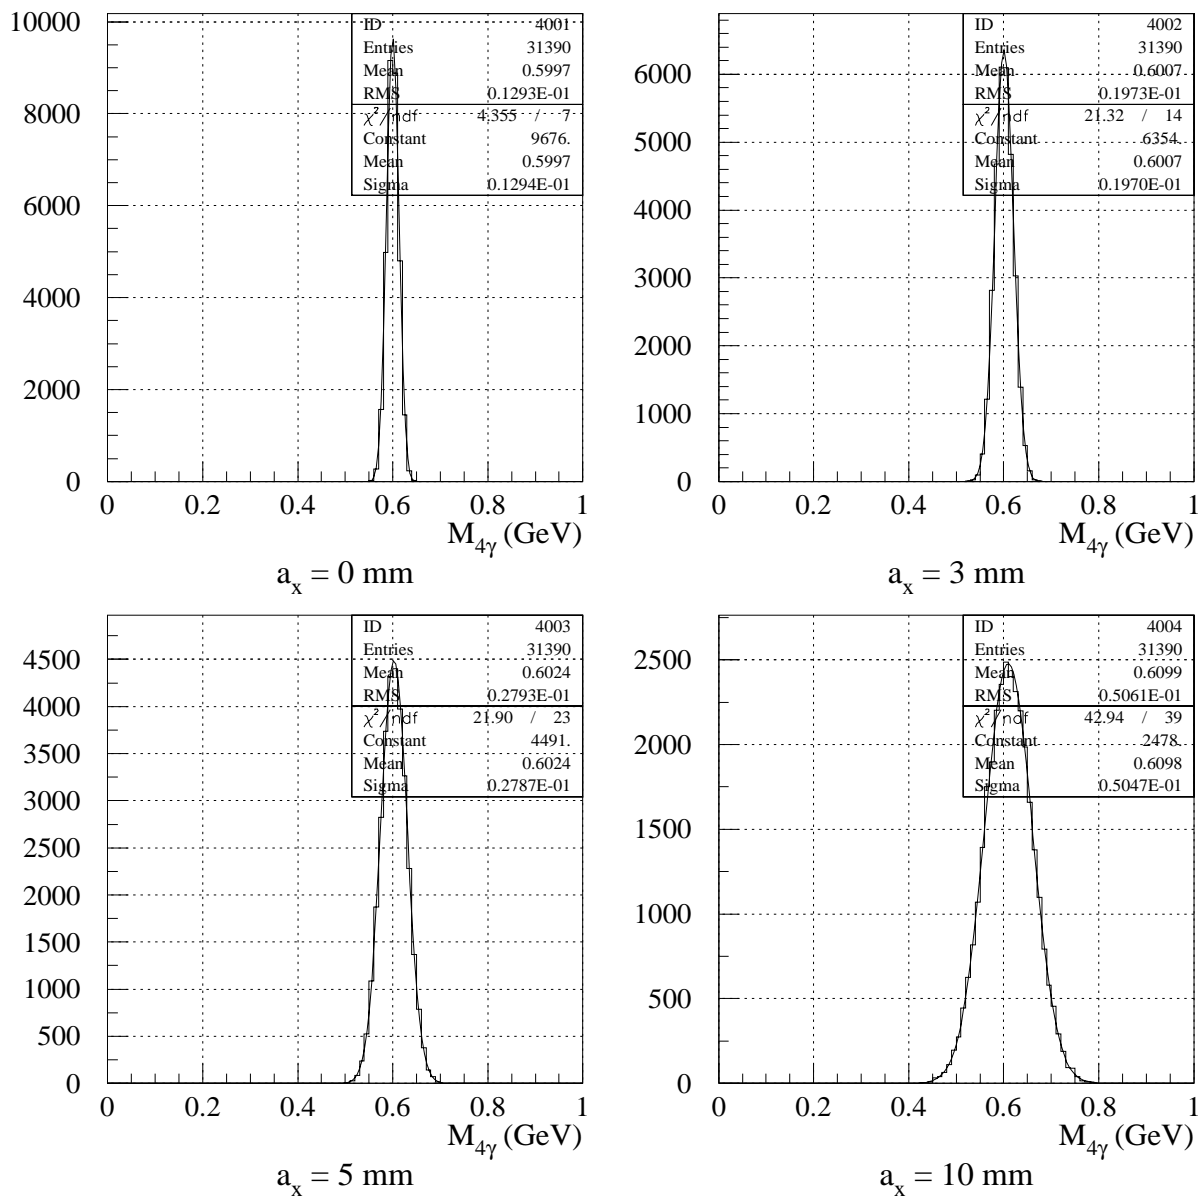 ID 4001
Entries 31390
Mean 0.5997
RMS 0.1293E-01
χ²/ndf 4.355 / 7
Constant 9676.
Mean 0.5997
Sigma 0.1294E-01
10000
8000
6000
4000
2000
0
0 0.2 0.4 0.6 0.8 1
M4γ (GeV)
ax = 0 mm
ID 4002
Entries 31390
Mean 0.6007
RMS 0.1973E-01
χ²/ndf 21.32 / 14
Constant 6354.
Mean 0.6007
Sigma 0.1970E-01
6000
5000
4000
3000
2000
1000
0
0 0.2 0.4 0.6 0.8 1
M4γ (GeV)
ax = 3 mm
ID 4003
Entries 31390
Mean 0.6024
RMS 0.2793E-01
χ²/ndf 21.90 / 23
Constant 4491.
Mean 0.6024
Sigma 0.2787E-01
4500
4000
3500
3000
2500
2000
1500
1000
500
0
0 0.2 0.4 0.6 0.8 1
M4γ (GeV)
ax = 5 mm
ID 4004
Entries 31390
Mean 0.6099
RMS 0.5061E-01
χ²/ndf 42.94 / 39
Constant 2478.
Mean 0.6098
Sigma 0.5047E-01
2500
2000
1500
1000
500
0
0 0.2 0.4 0.6 0.8 1
M4γ (GeV)
ax = 10 mm